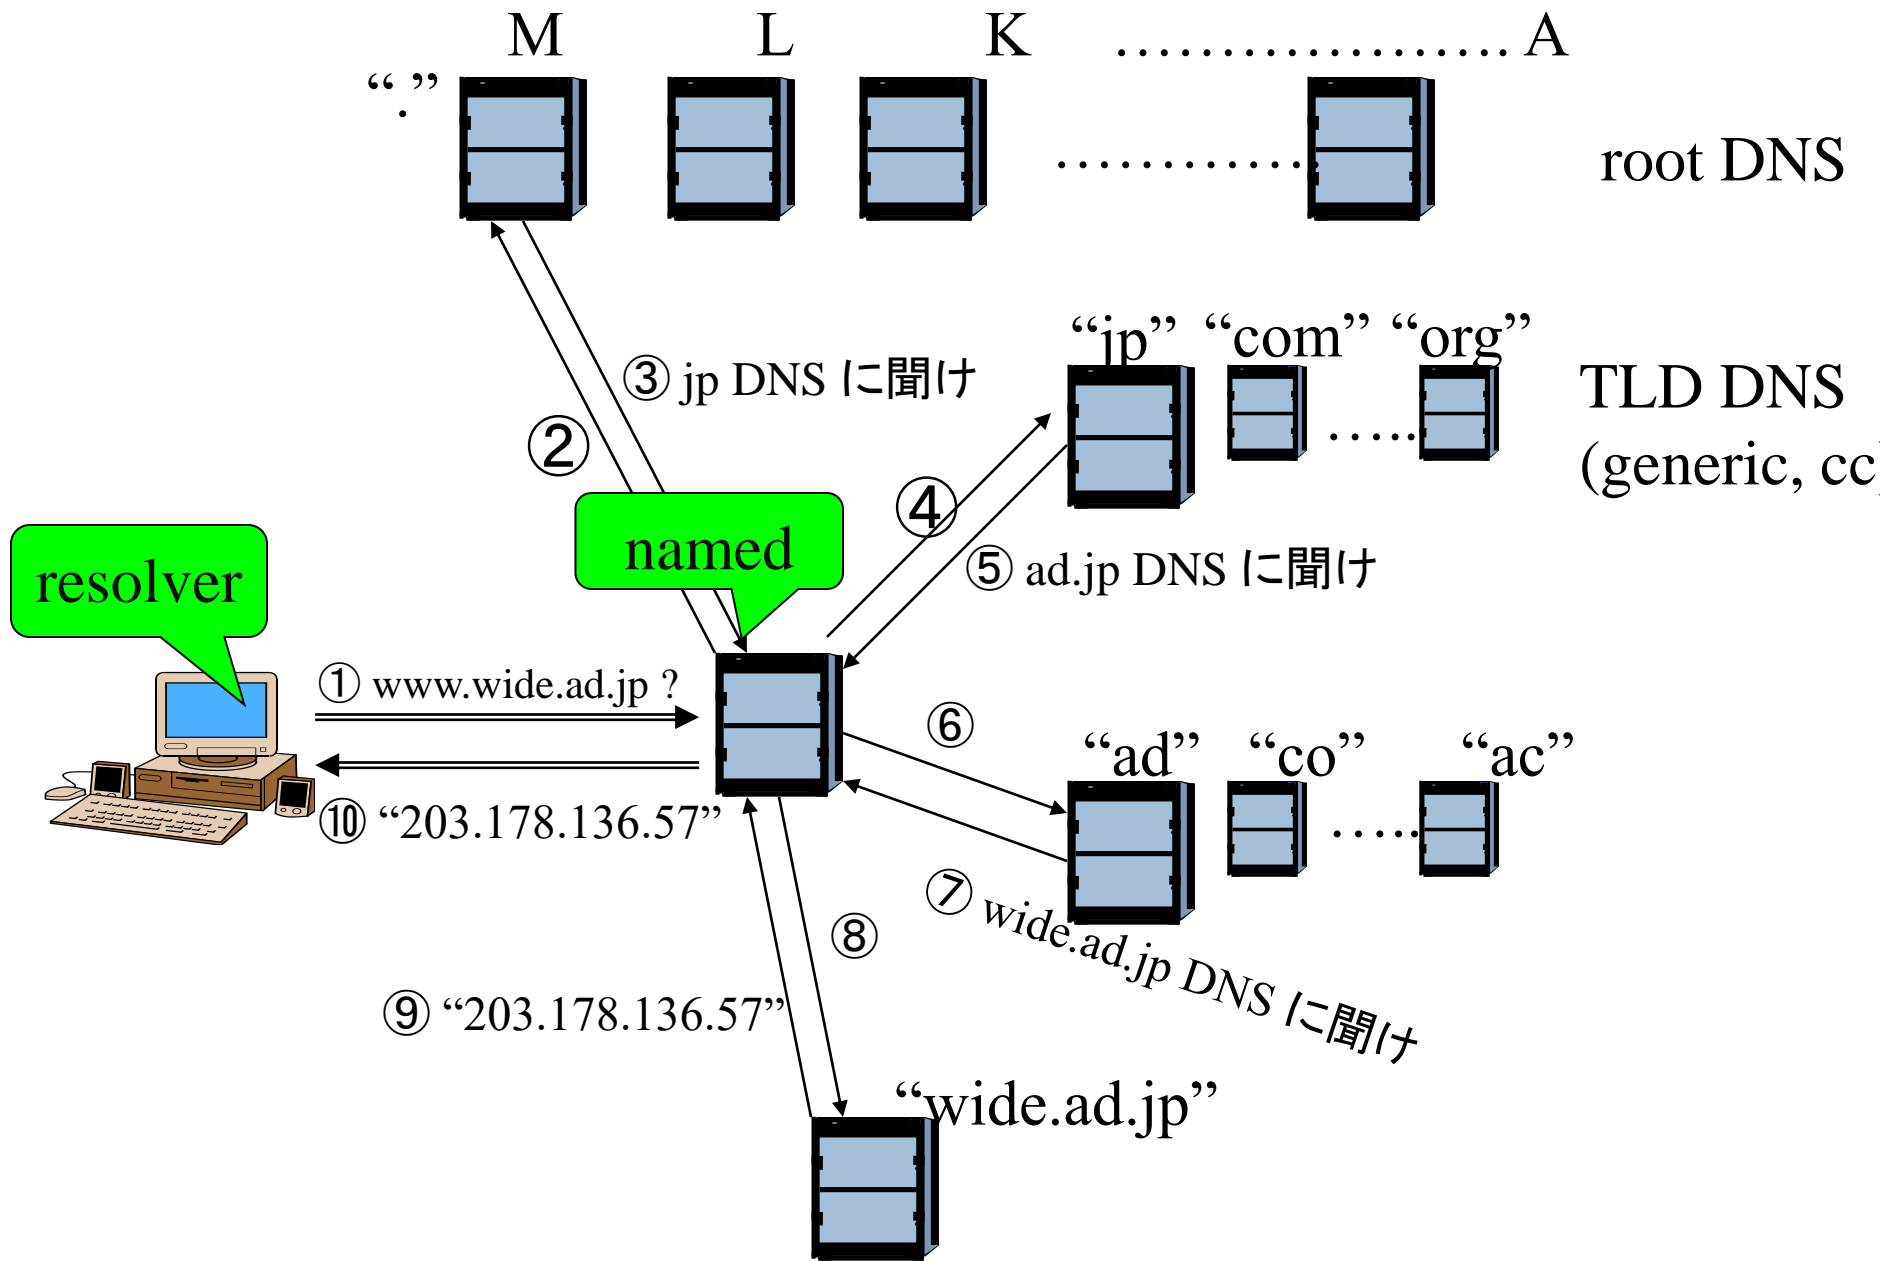 M L K ………………… A
“.”
………….
root DNS
“jp” “com” “org”
③ jp DNS に聞け
TLD DNS
②
…..
(generic, cc)
④
named
⑤ ad.jp DNS に聞け
resolver
① www.wide.ad.jp ?
⑥
“ad” “co” “ac”
⑩ “203.178.136.57”
…..
⑦ wide.ad.jp DNS に聞け
⑧
⑨ “203.178.136.57”
“wide.ad.jp”